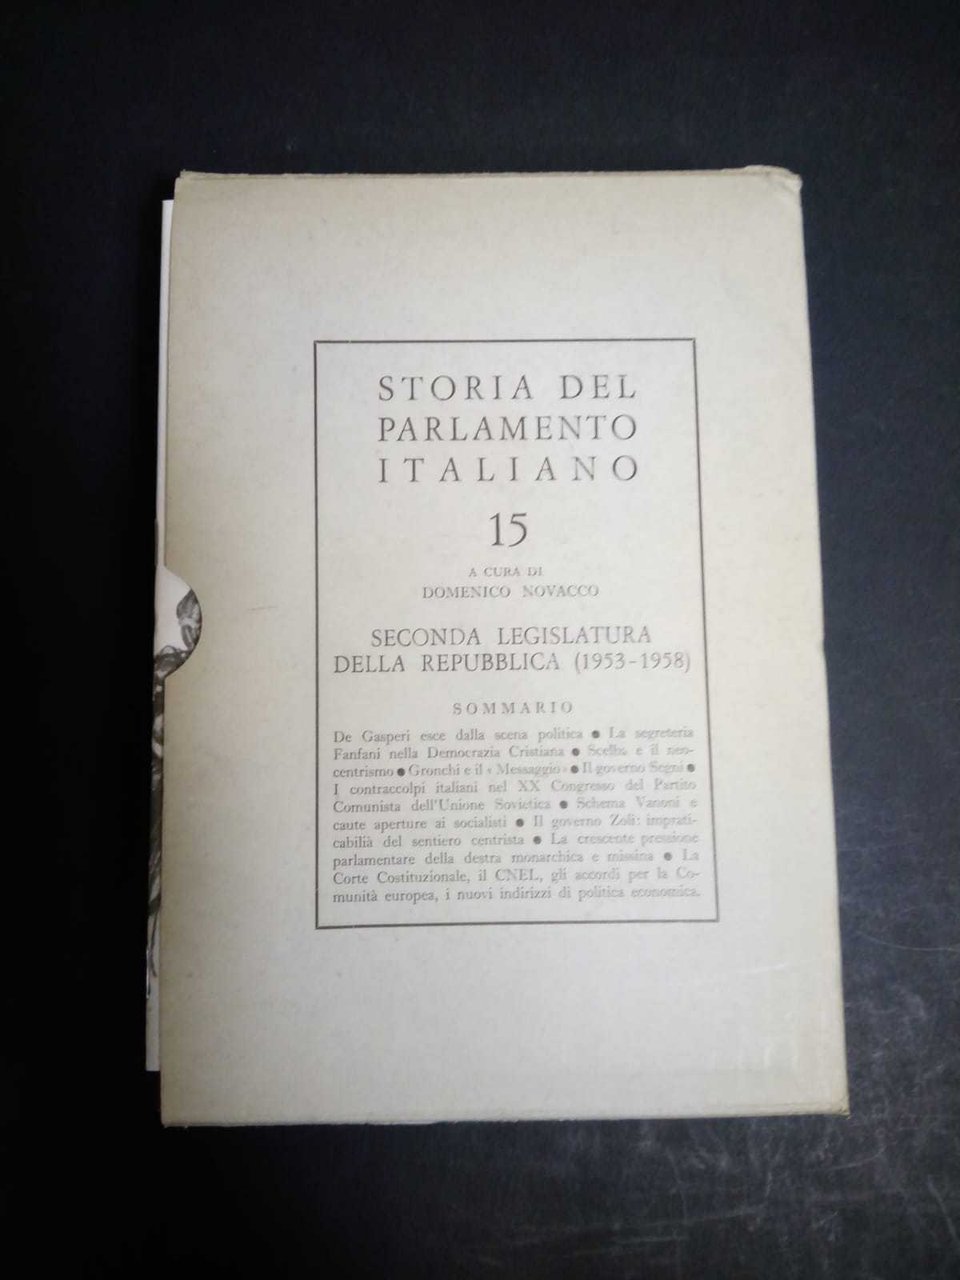 STORIA DEL
PARLAMENTO
ITALIANO
15
A CURA DI
DOMENICO NOVACCO
SECONDA LEGISLATURA
DELLA REPUBBLICA (1953-1958)
SOMMARIO
De Gasperi esce dalla scena politica ● La segreteria
Fanfani nella Democrazia Cristiana ● Scelba e il neo-
centrismo ● Gronchi e il « Messaggio » ● Il governo Segni ●
I contraccolpi italiani nel XX Congresso del Partito
Comunista dell'Unione Sovietica ● Schema Vanoni e
caute aperture ai socialisti ● Il governo Zoli: imprati-
cabilià del sentiero centrista ● La crescente pressione
parlamentare della destra monarchica e missina ● La
Corte Costituzionale, il CNEL, gli accordi per la Co-
munità europea, i nuovi indirizzi di politica economica.